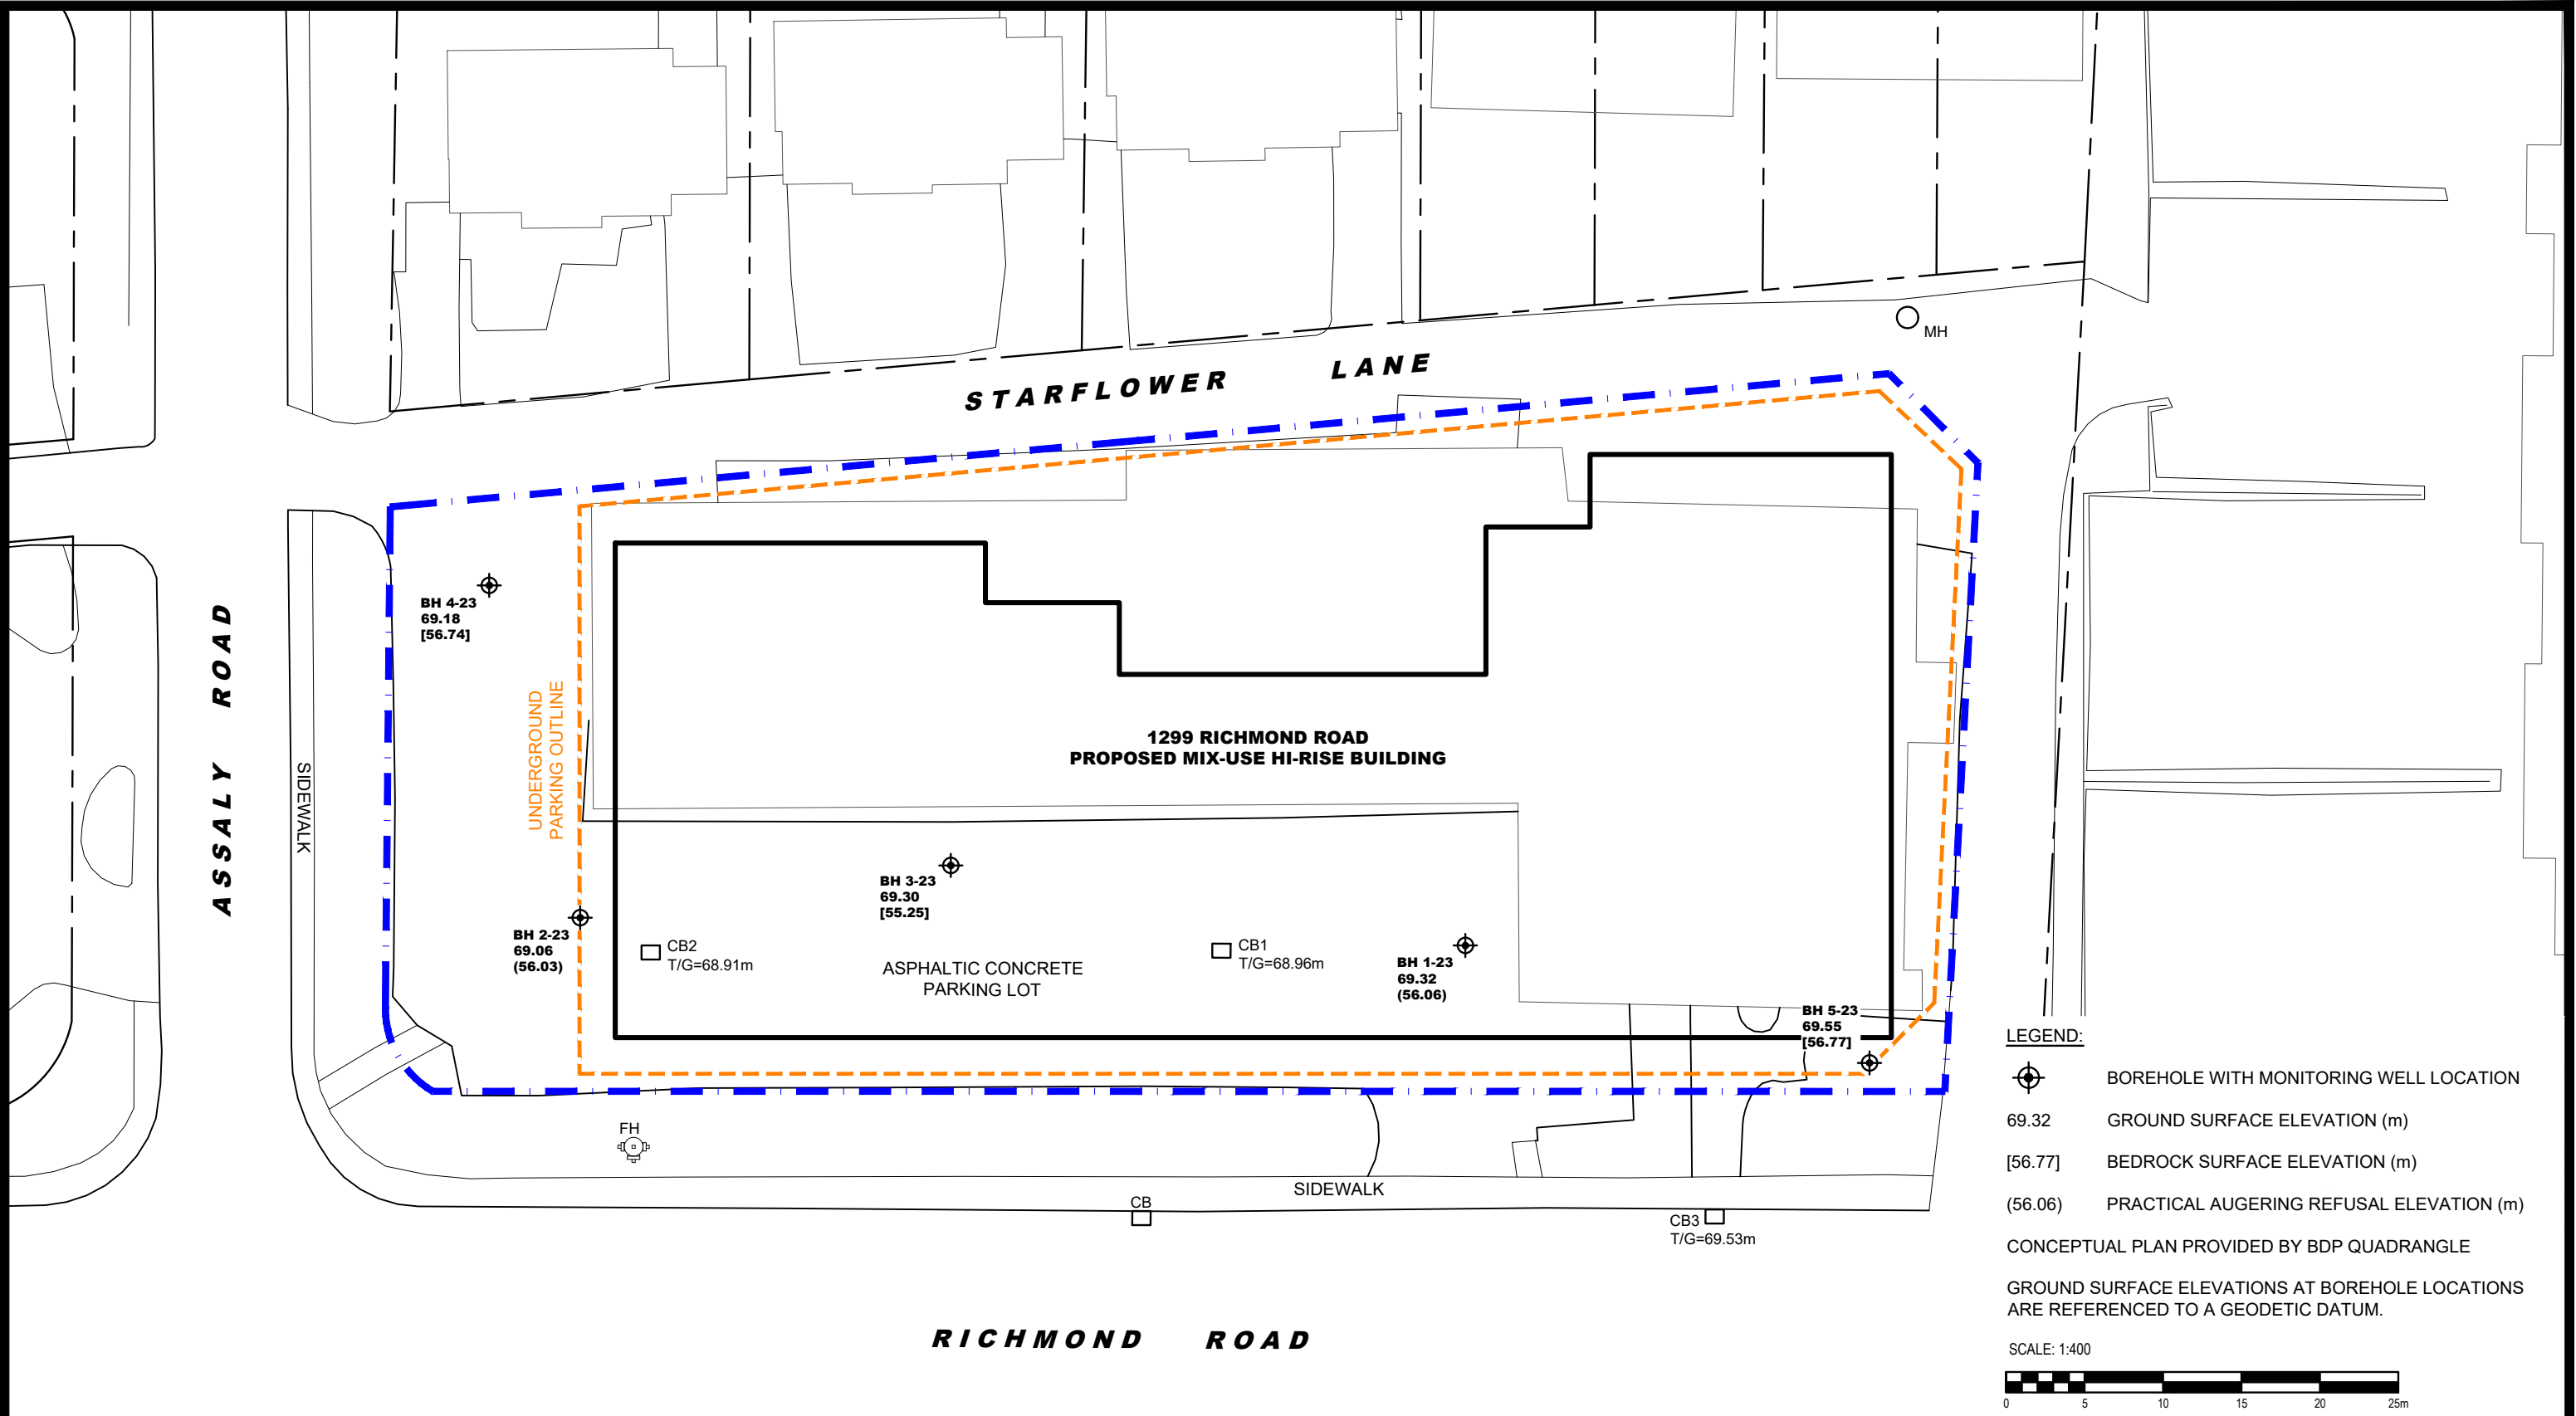 MH
STARFLOWER LANE
BH 4-23
69.18
[56.74]
ASSALY ROAD
SIDEWALK
UNDERGROUND
PARKING OUTLINE
1299 RICHMOND ROAD
PROPOSED MIX-USE HI-RISE BUILDING
BH 3-23
69.30
[55.25]
BH 2-23
69.06
(56.03)
CB2
T/G=68.91m
ASPHALTIC CONCRETE
PARKING LOT
CB1
T/G=68.96m
BH 1-23
69.32
(56.06)
BH 5-23
69.55
[56.77]
FH
SIDEWALK
CB
CB3
T/G=69.53m
RICHMOND ROAD
LEGEND:
BOREHOLE WITH MONITORING WELL LOCATION
69.32 GROUND SURFACE ELEVATION (m)
[56.77] BEDROCK SURFACE ELEVATION (m)
(56.06) PRACTICAL AUGERING REFUSAL ELEVATION (m)
CONCEPTUAL PLAN PROVIDED BY BDP QUADRANGLE
GROUND SURFACE ELEVATIONS AT BOREHOLE LOCATIONS
ARE REFERENCED TO A GEODETIC DATUM.
SCALE: 1:400
0 5 10 15 20 25m